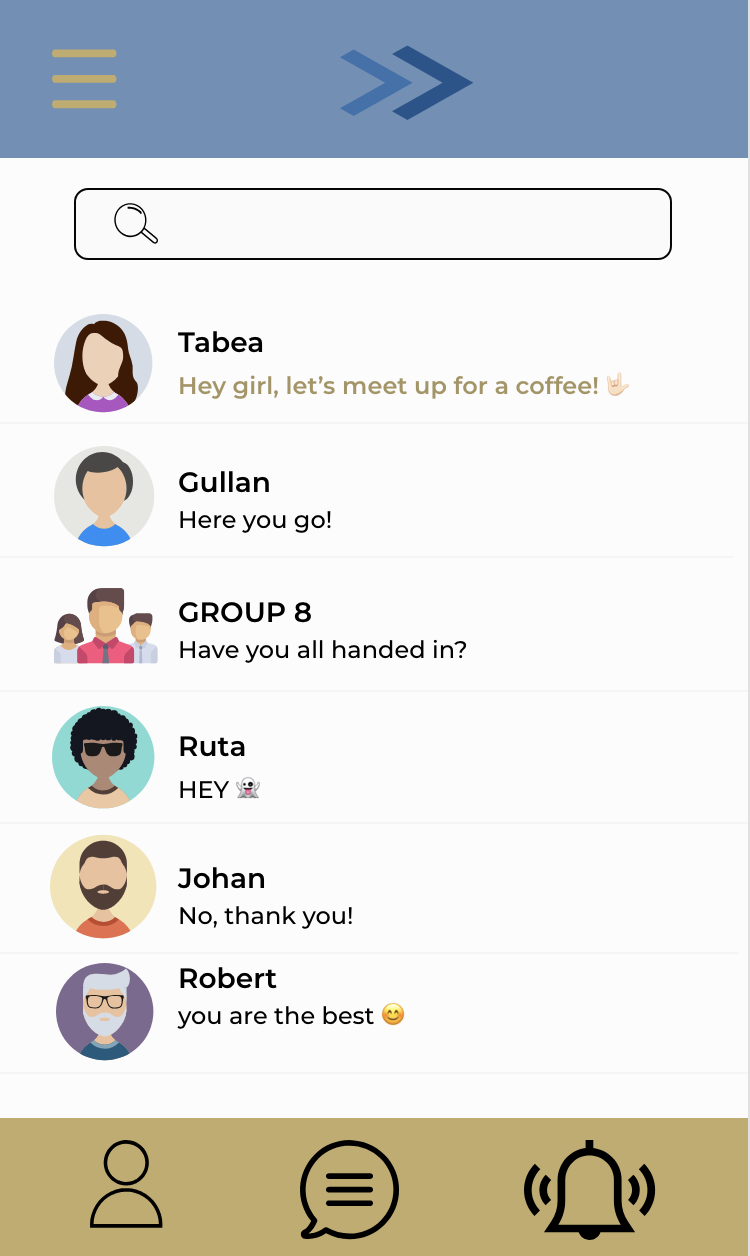 Tabea
Hey girl, let’s meet up for a coffee! 🤟🏻
Gullan
Here you go!
GROUP 8
Have you all handed in?
Ruta
HEY 👻
Johan
No, thank you!
Robert
you are the best 😊